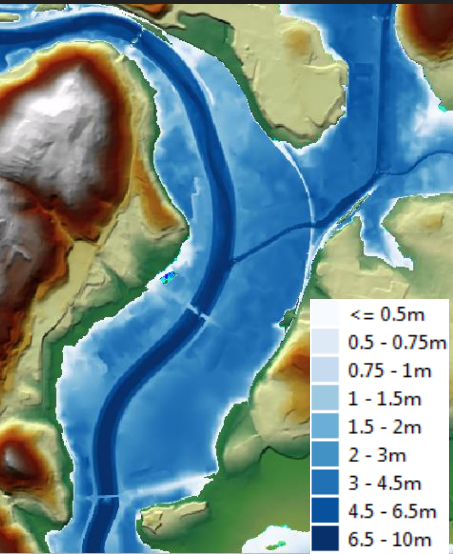 <= 0.5m
0.5 - 0.75m
0.75 - 1m
1 - 1.5m
1.5 - 2m
2 - 3m
3 - 4.5m
4.5 - 6.5m
6.5 - 10m